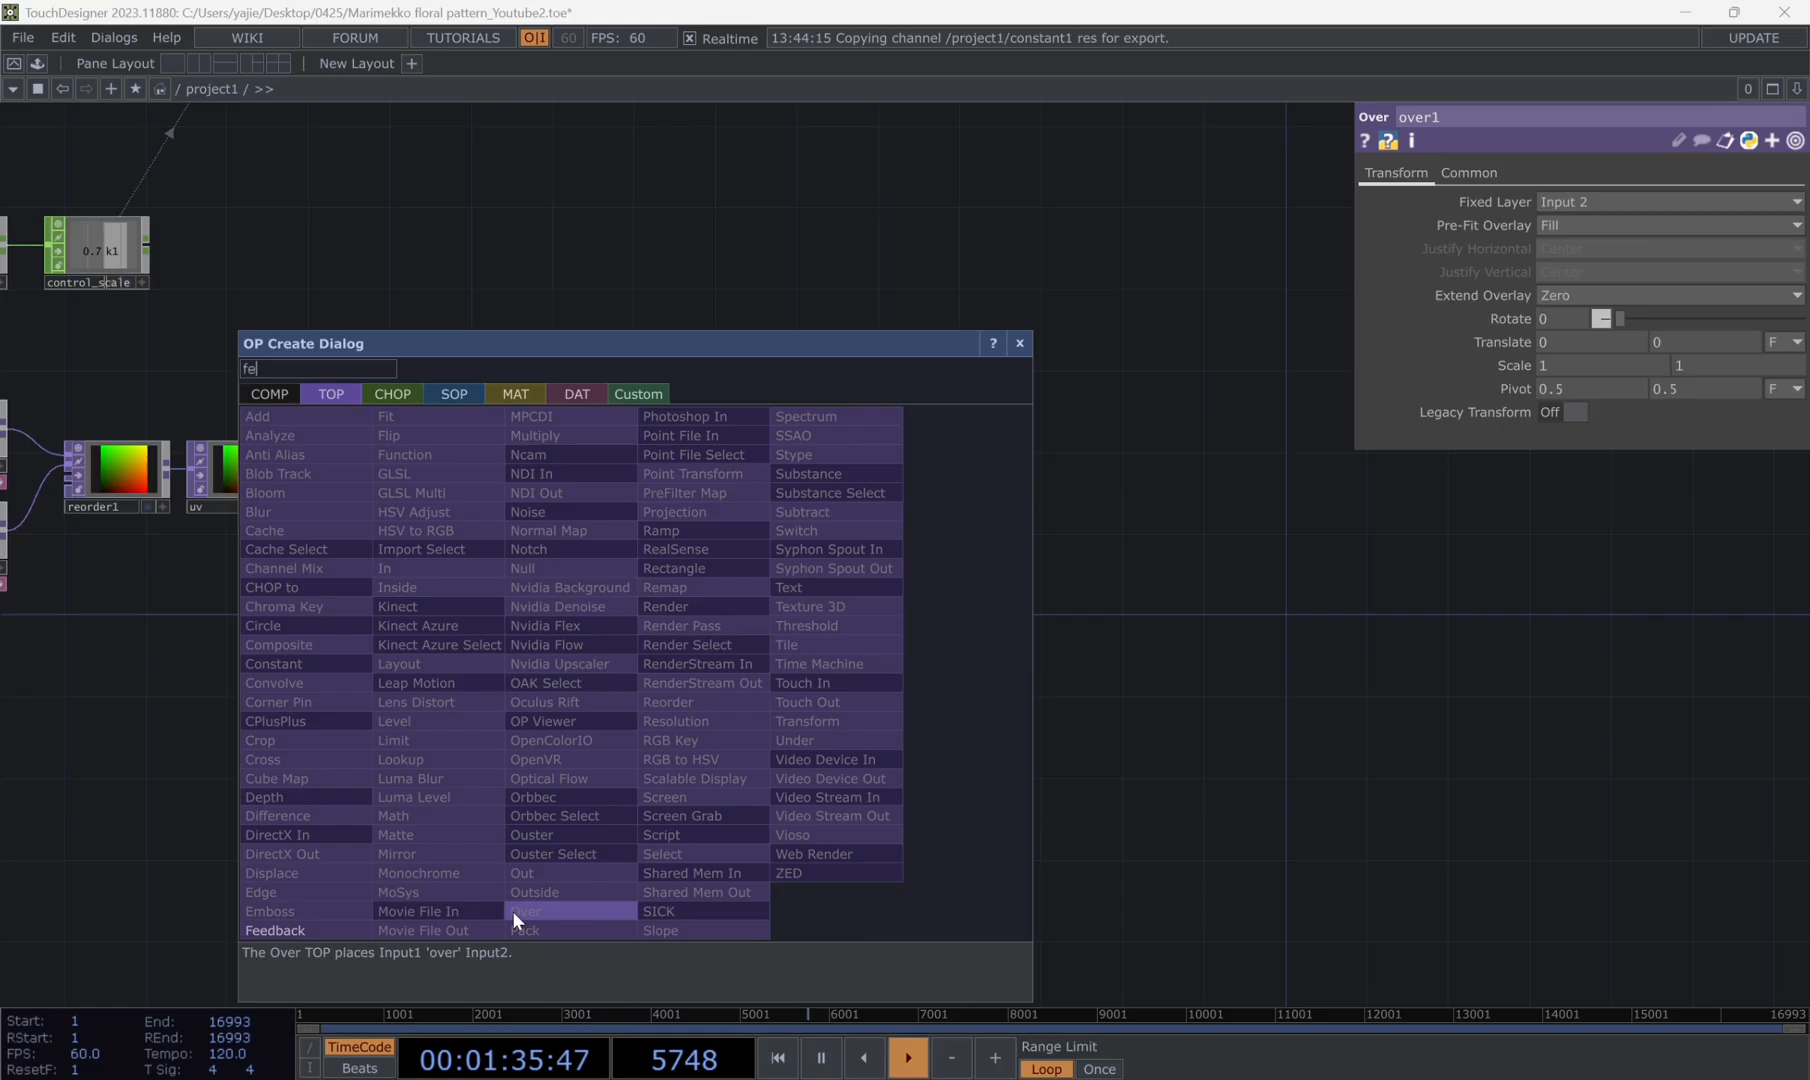 TouchDesigner 2023.11880: C:/Users/yajie/Desktop/0425/Marimekko floral pattern_Youtube2.toe*
File Edit Dialogs Help WIKI FORUM TUTORIALS O|I 60 FPS: 60 Realtime 13:44:15 Copying channel /project1/constant1 res for export. UPDATE
Pane Layout New Layout +
/ project1 / >> 0
Over over1
Transform Common
Fixed Layer Input 2
Pre-Fit Overlay Fill
Justify Horizontal Center
Justify Vertical Center
Extend Overlay Zero
Rotate 0
Translate 0 0 F
Scale 1 1
Pivot 0.5 0.5 F
Legacy Transform Off
0.7 k1
control_scale
reorder1
uv
OP Create Dialog ? x
fe
COMP TOP CHOP SOP MAT DAT Custom
Add Fit MPCDI Photoshop In Spectrum
Analyze Flip Multiply Point File In SSAO
Anti Alias Function Ncam Point File Select Stype
Blob Track GLSL NDI In Point Transform Substance
Bloom GLSL Multi NDI Out PreFilter Map Substance Select
Blur HSV Adjust Noise Projection Subtract
Cache HSV to RGB Normal Map Ramp Switch
Cache Select Import Select Notch RealSense Syphon Spout In
Channel Mix In Null Rectangle Syphon Spout Out
CHOP to Inside Nvidia Background Remap Text
Chroma Key Kinect Nvidia Denoise Render Texture 3D
Circle Kinect Azure Nvidia Flex Render Pass Threshold
Composite Kinect Azure Select Nvidia Flow Render Select Tile
Constant Layout Nvidia Upscaler RenderStream In Time Machine
Convolve Leap Motion OAK Select RenderStream Out Touch In
Corner Pin Lens Distort Oculus Rift Reorder Touch Out
CPlusPlus Level OP Viewer Resolution Transform
Crop Limit OpenColorIO RGB Key Under
Cross Lookup OpenVR RGB to HSV Video Device In
Cube Map Luma Blur Optical Flow Scalable Display Video Device Out
Depth Luma Level Orbbec Screen Video Stream In
Difference Math Orbbec Select Screen Grab Video Stream Out
DirectX In Matte Ouster Script Vioso
DirectX Out Mirror Ouster Select Select Web Render
Displace Monochrome Out Shared Mem In ZED
Edge MoSys Outside Shared Mem Out
Emboss Movie File In Over SICK
Feedback Movie File Out Pack Slope
The Over TOP places Input1 'over' Input2.
1 1001 2001 3001 4001 5001 6001 7001 8001 9001 10001 11001 12001 13001 14001 15001 16993
Start: 1 End: 16993
RStart: 1 REnd: 16993
FPS: 60.0 Tempo: 120.0
ResetF: 1 T Sig: 4 4
TimeCode
Beats
00:01:35:47 5748 - +
Range Limit
Loop Once